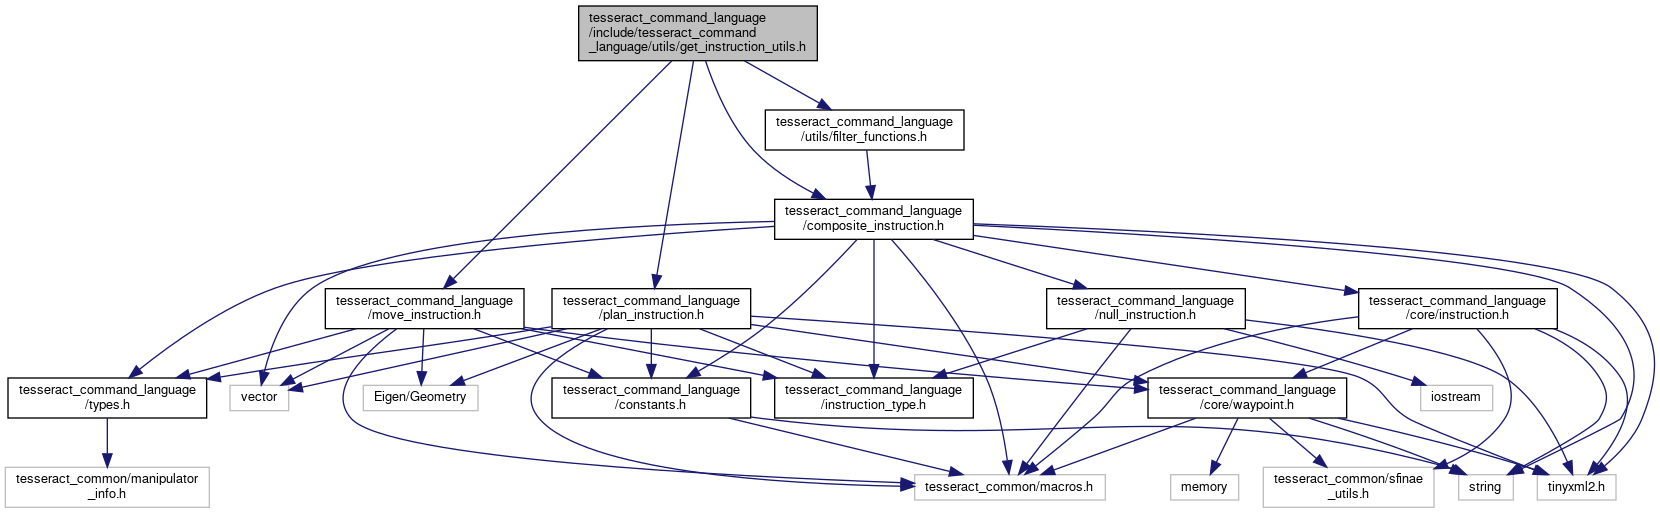 tesseract_command_language
/include/tesseract_command
_language/utils/get_instruction_utils.h
tesseract_command_language
/utils/filter_functions.h
tesseract_command_language
/composite_instruction.h
tesseract_command_language
/move_instruction.h
tesseract_command_language
/plan_instruction.h
tesseract_command_language
/null_instruction.h
tesseract_command_language
/core/instruction.h
tesseract_command_language
/types.h
vector
Eigen/Geometry
tesseract_command_language
/constants.h
tesseract_command_language
/instruction_type.h
tesseract_command_language
/core/waypoint.h
iostream
tesseract_common/manipulator
_info.h
tesseract_common/macros.h
memory
tesseract_common/sfinae
_utils.h
string
tinyxml2.h